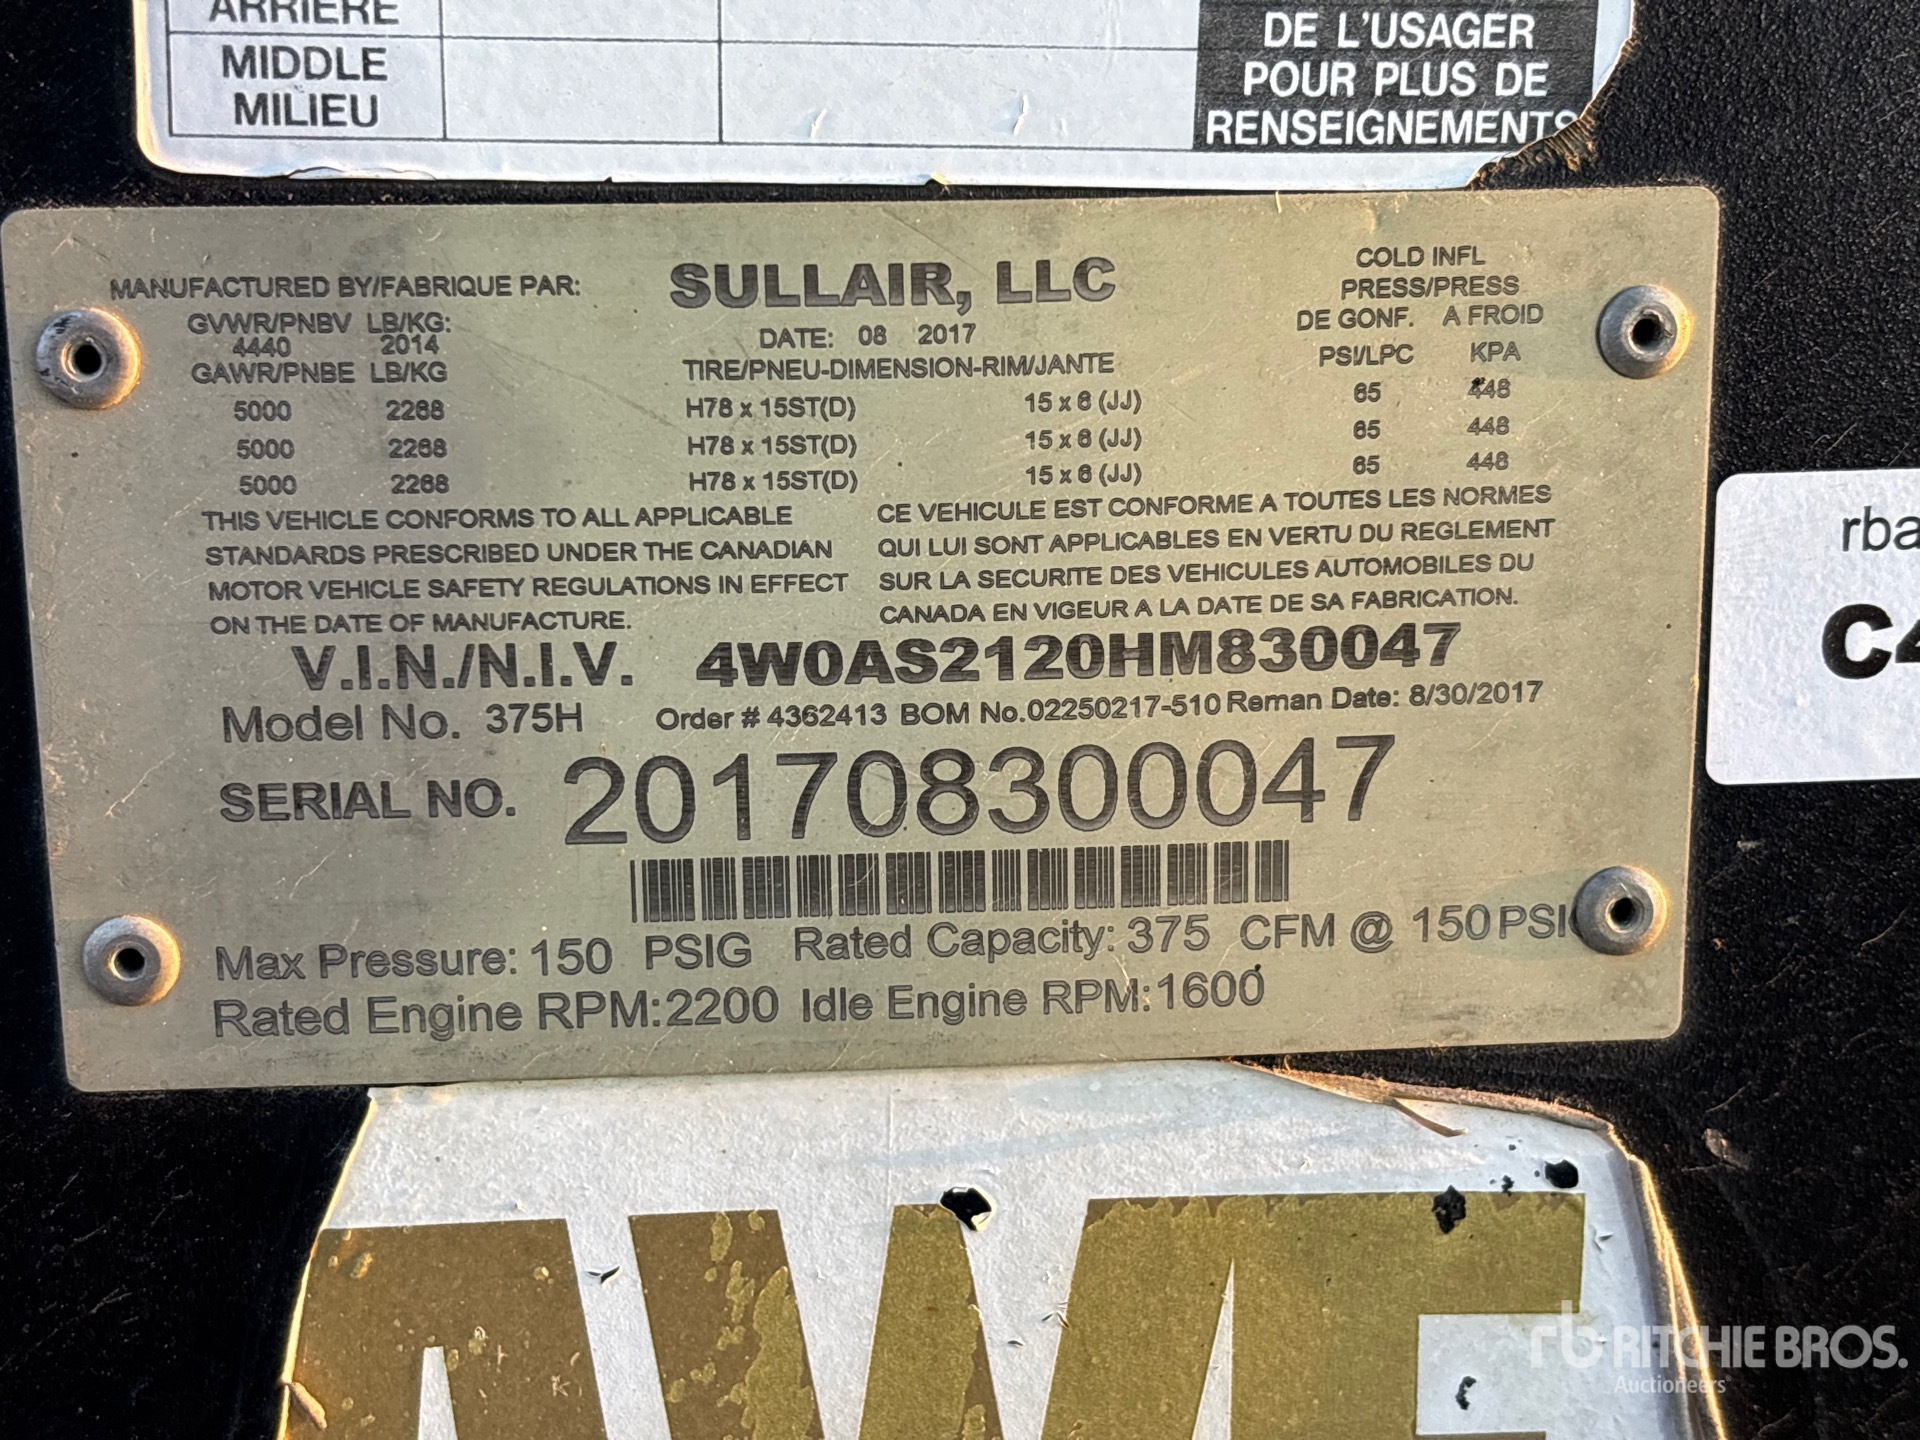 ARRIÈRE
MIDDLE
MILIEU
DE L'USAGER
POUR PLUS DE
RENSEIGNEMENTS
MANUFACTURED BY/FABRIQUE PAR: SULLAIR, LLC
COLD INFL
PRESS/PRESS
DE GONF. A FROID
GVWR/PNBV LB/KG:
4440 2014
DATE: 08 2017
PSI/LPC KPA
GAWR/PNBE LB/KG TIRE/PNEU-DIMENSION-RIM/JANTE
5000 2268 H78 x 15ST(D) 15 x 6 (JJ) 65 448
5000 2268 H78 x 15ST(D) 15 x 6 (JJ) 65 448
5000 2268 H78 x 15ST(D) 15 x 6 (JJ) 65 448
THIS VEHICLE CONFORMS TO ALL APPLICABLE
STANDARDS PRESCRIBED UNDER THE CANADIAN
MOTOR VEHICLE SAFETY REGULATIONS IN EFFECT
ON THE DATE OF MANUFACTURE.
CE VEHICULE EST CONFORME A TOUTES LES NORMES
QUI LUI SONT APPLICABLES EN VERTU DU REGLEMENT
SUR LA SECURITE DES VEHICULES AUTOMOBILES DU
CANADA EN VIGEUR A LA DATE DE SA FABRICATION.
V.I.N./N.I.V. 4W0AS2120HM830047
Model No. 375H Order # 4362413 BOM No.02250217-510 Reman Date: 8/30/2017
SERIAL NO. 201708300047
Max Pressure: 150 PSIG Rated Capacity: 375 CFM @ 150 PSIG
Rated Engine RPM:2200 Idle Engine RPM:1600
rba
C4
rb RITCHIE BROS.
Auctioneers